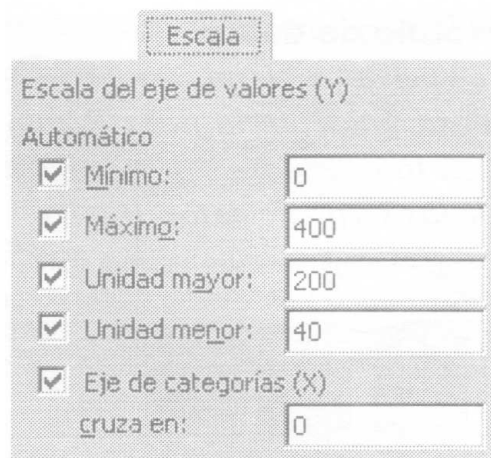 Escala
Escala del eje de valores (Y)
Automático
Mínimo: 0
Máximo: 400
Unidad mayor: 200
Unidad menor: 40
Eje de categorías (X)
cruza en: 0